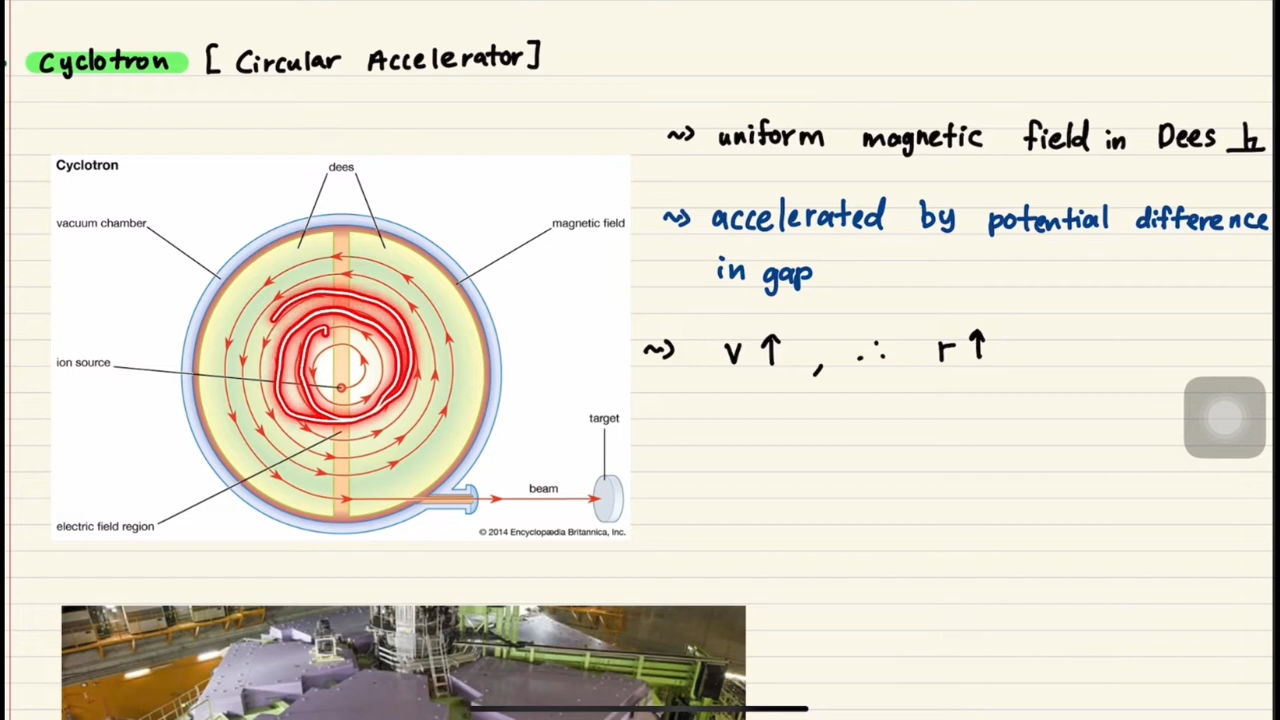 Cyclotron [Circular Accelerator]
~> uniform magnetic field in Dees
~> accelerated by potential difference
in gap
~> v↑, ∴ r↑
Cyclotron
dees
vacuum chamber
magnetic field
ion source
target
beam
electric field region
© 2014 Encyclopædia Britannica, Inc.